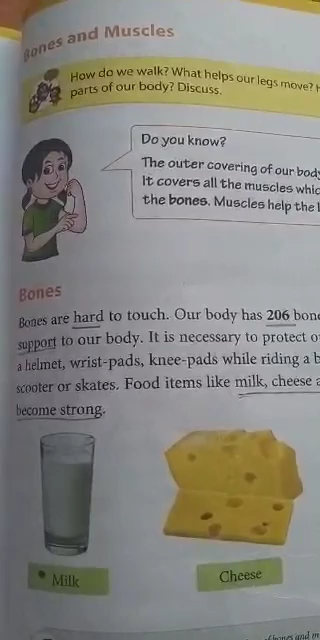 Bones and Muscles
How do we walk? What helps our legs move?
parts of our body? Discuss.
Do you know?
The outer covering of our body
It covers all the muscles
the bones. Muscles help the
Bones
Bones are hard to touch. Our body has 206
support to our body. It is necessary to protect
a helmet, wrist-pads, knee-pads while riding a
scooter or skates. Food items like milk, cheese
become strong.
Milk
Cheese
of bones and